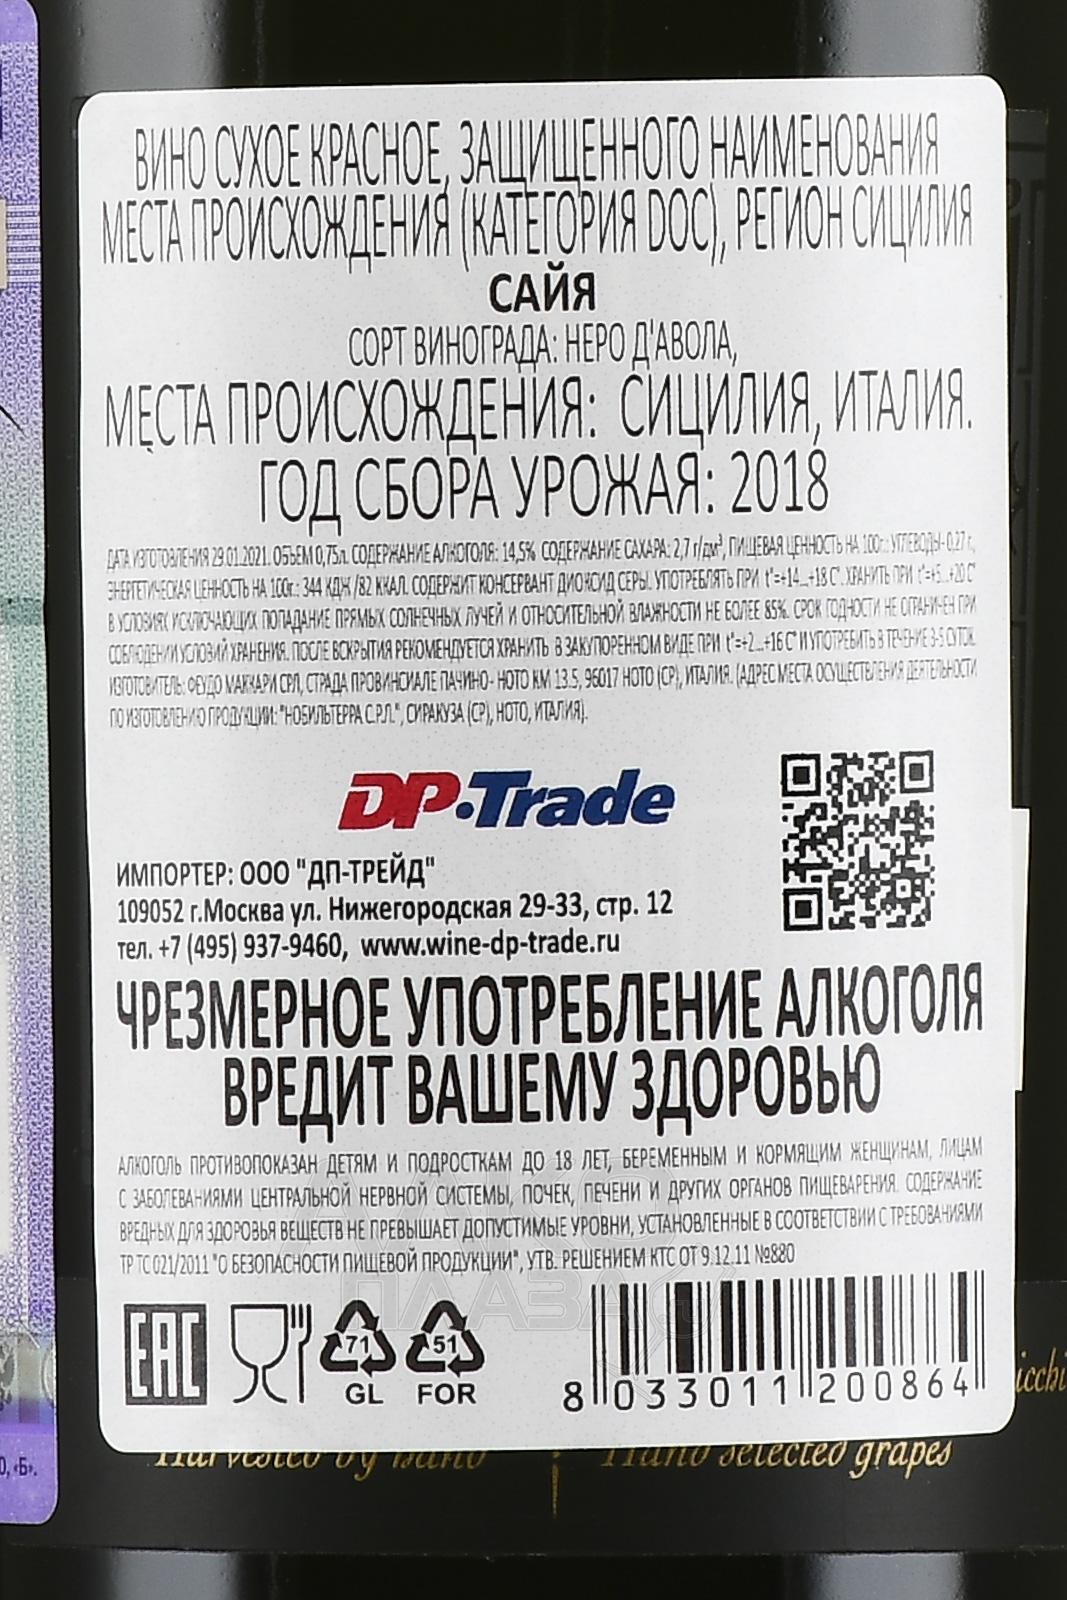 ВИНО СУХОЕ КРАСНОЕ, ЗАЩИЩЕННОГО НАИМЕНОВАНИЯ
МЕСТА ПРОИСХОЖДЕНИЯ (КАТЕГОРИЯ DOC), РЕГИОН СИЦИЛИЯ
САЙЯ
СОРТ ВИНОГРАДА: НЕРО Д'АВОЛА,
МЕСТА ПРОИСХОЖДЕНИЯ: СИЦИЛИЯ, ИТАЛИЯ.
ГОД СБОРА УРОЖАЯ: 2018
ДАТА ИЗГОТОВЛЕНИЯ 29.01.2021. ОБЪЕМ 0,75л. СОДЕРЖАНИЕ АЛКОГОЛЯ: 14,5% СОДЕРЖАНИЕ САХАРА: 2,7 г/дм³, ПИЩЕВАЯ ЦЕННОСТЬ НА 100г.: УГЛЕВОДЫ- 0,27 г,
ЭНЕРГЕТИЧЕСКАЯ ЦЕННОСТЬ НА 100г.: 344 КДЖ /82 ККАЛ. СОДЕРЖИТ КОНСЕРВАНТ ДИОКСИД СЕРЫ. УПОТРЕБЛЯТЬ ПРИ t°=+14...+18 C°. ХРАНИТЬ ПРИ t°=+5...+20 C°
В УСЛОВИЯХ ИСКЛЮЧАЮЩИХ ПОПАДАНИЕ ПРЯМЫХ СОЛНЕЧНЫХ ЛУЧЕЙ И ОТНОСИТЕЛЬНОЙ ВЛАЖНОСТИ НЕ БОЛЕЕ 85%. СРОК ГОДНОСТИ НЕ ОГРАНИЧЕН ПРИ
СОБЛЮДЕНИИ УСЛОВИЙ ХРАНЕНИЯ. ПОСЛЕ ВСКРЫТИЯ РЕКОМЕНДУЕТСЯ ХРАНИТЬ В ЗАКУПОРЕННОМ ВИДЕ ПРИ t°=+2...+16 C° И УПОТРЕБИТЬ В ТЕЧЕНИЕ 3-5 СУТОК.
ИЗГОТОВИТЕЛЬ: ФЕУДО МАККАРИ СРЛ, СТРАДА ПРОВИНСИАЛЕ ПАЧИНО- НОТО КМ 13.5, 96017 НОТО (СР), ИТАЛИЯ. (АДРЕС МЕСТА ОСУЩЕСТВЛЕНИЯ ДЕЯТЕЛЬНОСТИ
ПО ИЗГОТОВЛЕНИЮ ПРОДУКЦИИ: "НОБИЛЬТЕРРА С.Р.Л.", СИРАКУЗА (СР), НОТО, ИТАЛИЯ).
DP·Trade
ИМПОРТЕР: ООО "ДП-ТРЕЙД"
109052 г.Москва ул. Нижегородская 29-33, стр. 12
тел. +7 (495) 937-9460, www.wine-dp-trade.ru
ЧРЕЗМЕРНОЕ УПОТРЕБЛЕНИЕ АЛКОГОЛЯ
ВРЕДИТ ВАШЕМУ ЗДОРОВЬЮ
АЛКОГОЛЬ ПРОТИВОПОКАЗАН ДЕТЯМ И ПОДРОСТКАМ ДО 18 ЛЕТ, БЕРЕМЕННЫМ И КОРМЯЩИМ ЖЕНЩИНАМ, ЛИЦАМ
С ЗАБОЛЕВАНИЯМИ ЦЕНТРАЛЬНОЙ НЕРВНОЙ СИСТЕМЫ, ПОЧЕК, ПЕЧЕНИ И ДРУГИХ ОРГАНОВ ПИЩЕВАРЕНИЯ. СОДЕРЖАНИЕ
ВРЕДНЫХ ДЛЯ ЗДОРОВЬЯ ВЕЩЕСТВ НЕ ПРЕВЫШАЕТ ДОПУСТИМЫЕ УРОВНИ, УСТАНОВЛЕННЫЕ В СООТВЕТСТВИИ С ТРЕБОВАНИЯМИ
ТР ТС 021/2011 "О БЕЗОПАСНОСТИ ПИЩЕВОЙ ПРОДУКЦИИ", УТВ. РЕШЕНИЕМ КТС ОТ 9.12.11 №880
АЛКО
ПЛАЗА
EAC
71
GL
51
FOR
8 033011 200864
icchi
Harvested by hand
Hand selected grapes
О, «Б».